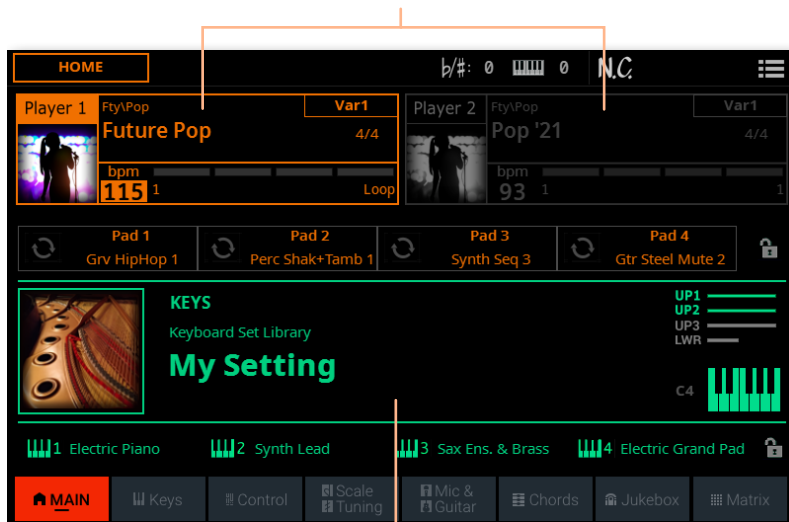 HOME
b/#: 0 0 N.C.
Player 1 Fty\Pop Var1
Future Pop 4/4
bpm
115 1 Loop
Player 2 Fty\Pop Var1
Pop '21 4/4
bpm
93 1 1
Pad 1
Grv HipHop 1
Pad 2
Perc Shak+Tamb 1
Pad 3
Synth Seq 3
Pad 4
Gtr Steel Mute 2
KEYS
Keyboard Set Library
My Setting
UP1
UP2
UP3
LWR
C4
1 Electric Piano
2 Synth Lead
3 Sax Ens. & Brass
4 Electric Grand Pad
MAIN
Keys
Control
Scale
Tuning
Mic &
Guitar
Chords
Jukebox
Matrix